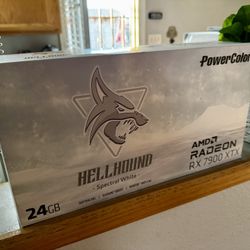 PowerColor
HELLHOUND
- Spectral White -
AMD
RADEON
RX 7900 XTX
24GB